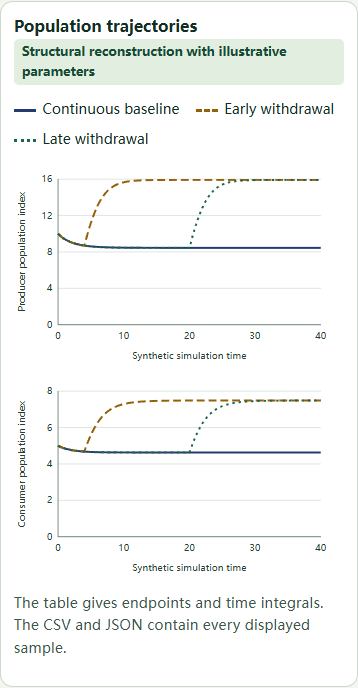 Population trajectories
Structural reconstruction with illustrative
parameters
Continuous baseline
Early withdrawal
Late withdrawal
Producer population index
16
12
8
4
0
0
10
20
30
40
Synthetic simulation time
Consumer population index
8
6
4
2
0
0
10
20
30
40
Synthetic simulation time
The table gives endpoints and time integrals.
The CSV and JSON contain every displayed
sample.